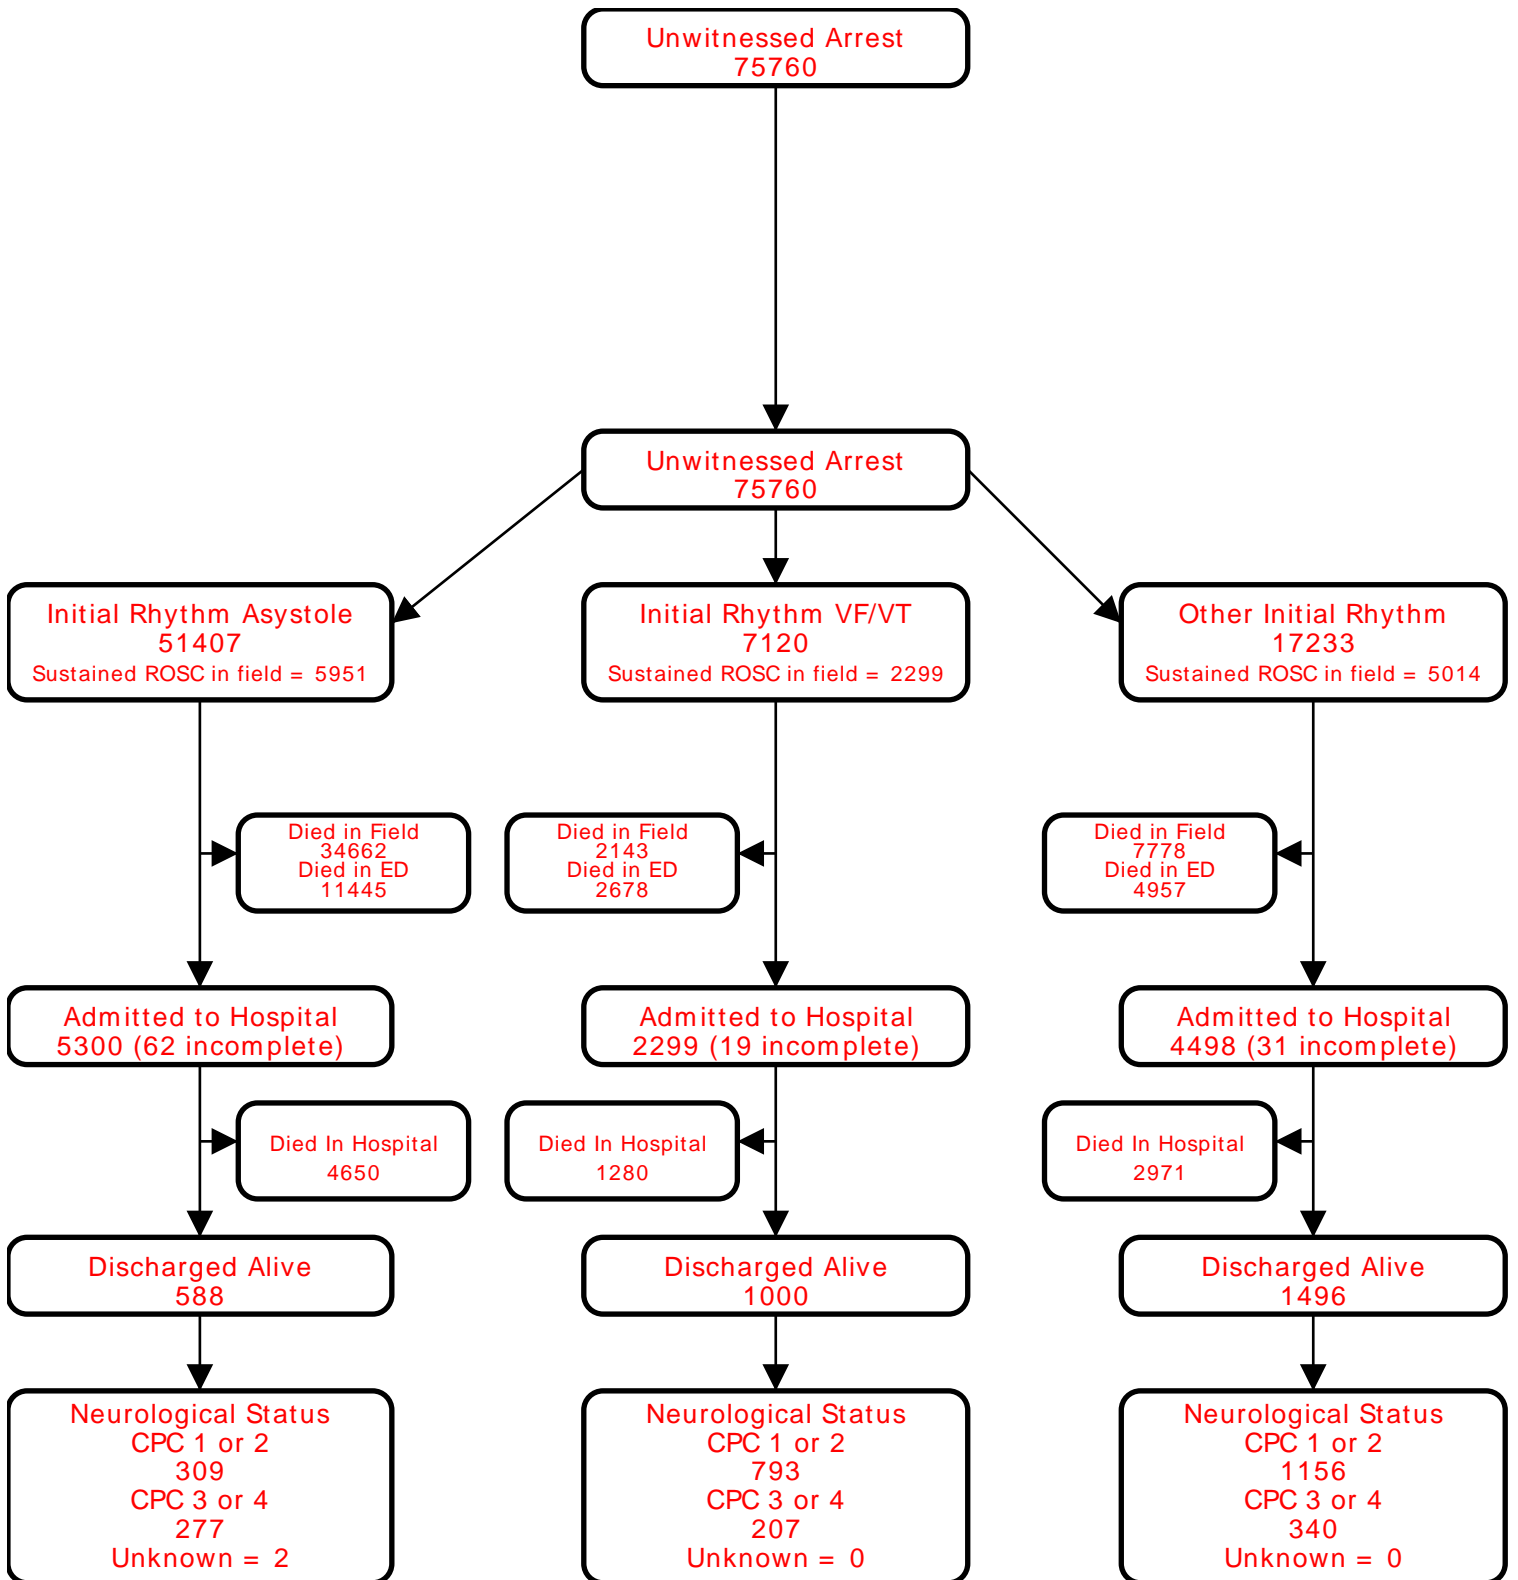 Unwitnessed Arrest
75760
Unwitnessed Arrest
75760
Initial Rhythm Asystole
51407
Sustained ROSC in field = 5951
Initial Rhythm VF/VT
7120
Sustained ROSC in field = 2299
Other Initial Rhythm
17233
Sustained ROSC in field = 5014
Died in Field
34662
Died in ED
11445
Died in Field
2143
Died in ED
2678
Died in Field
7778
Died in ED
4957
Admitted to Hospital
5300 (62 incomplete)
Admitted to Hospital
2299 (19 incomplete)
Admitted to Hospital
4498 (31 incomplete)
Died In Hospital
4650
Died In Hospital
1280
Died In Hospital
2971
Discharged Alive
588
Discharged Alive
1000
Discharged Alive
1496
Neurological Status
CPC 1 or 2
309
CPC 3 or 4
277
Unknown = 2
Neurological Status
CPC 1 or 2
793
CPC 3 or 4
207
Unknown = 0
Neurological Status
CPC 1 or 2
1156
CPC 3 or 4
340
Unknown = 0